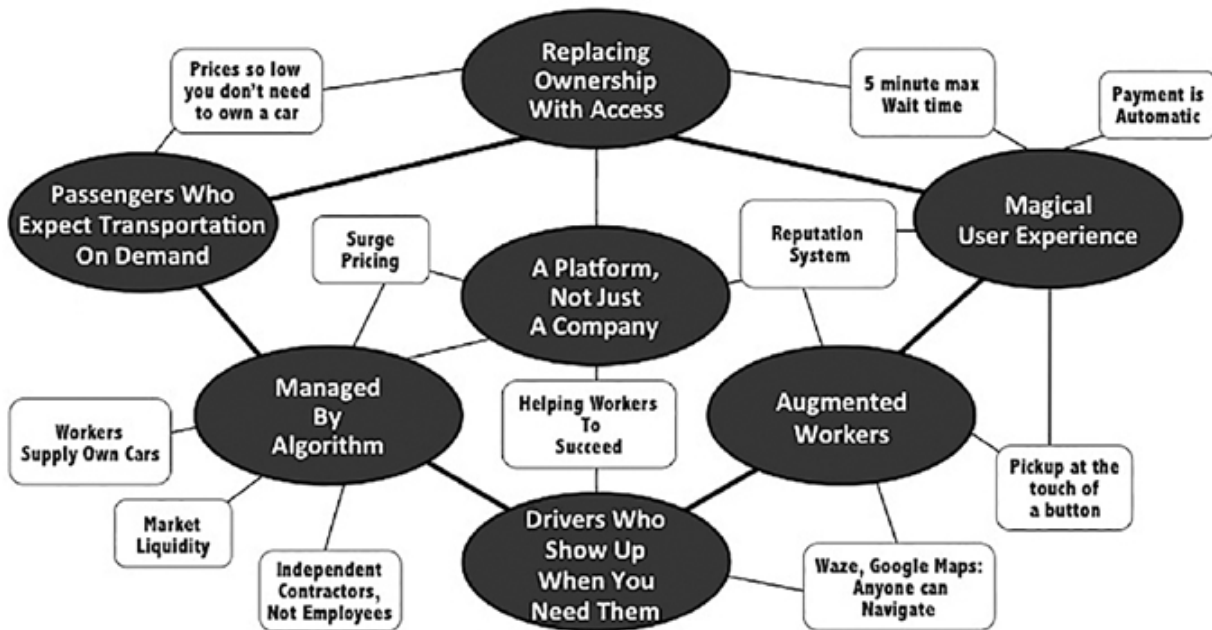 Replacing
Ownership
With Access
Prices so low
you don't need
to own a car
5 minute max
Wait time
Payment is
Automatic
Passengers Who
Expect Transportation
On Demand
Magical
User Experience
Surge
Pricing
Reputation
System
A Platform,
Not Just
A Company
Managed
By
Algorithm
Helping Workers
To
Succeed
Augmented
Workers
Workers
Supply Own Cars
Pickup at the
touch of
a button
Market
Liquidity
Independent
Contractors,
Not Employees
Drivers Who
Show Up
When You
Need Them
Waze, Google Maps:
Anyone can
Navigate